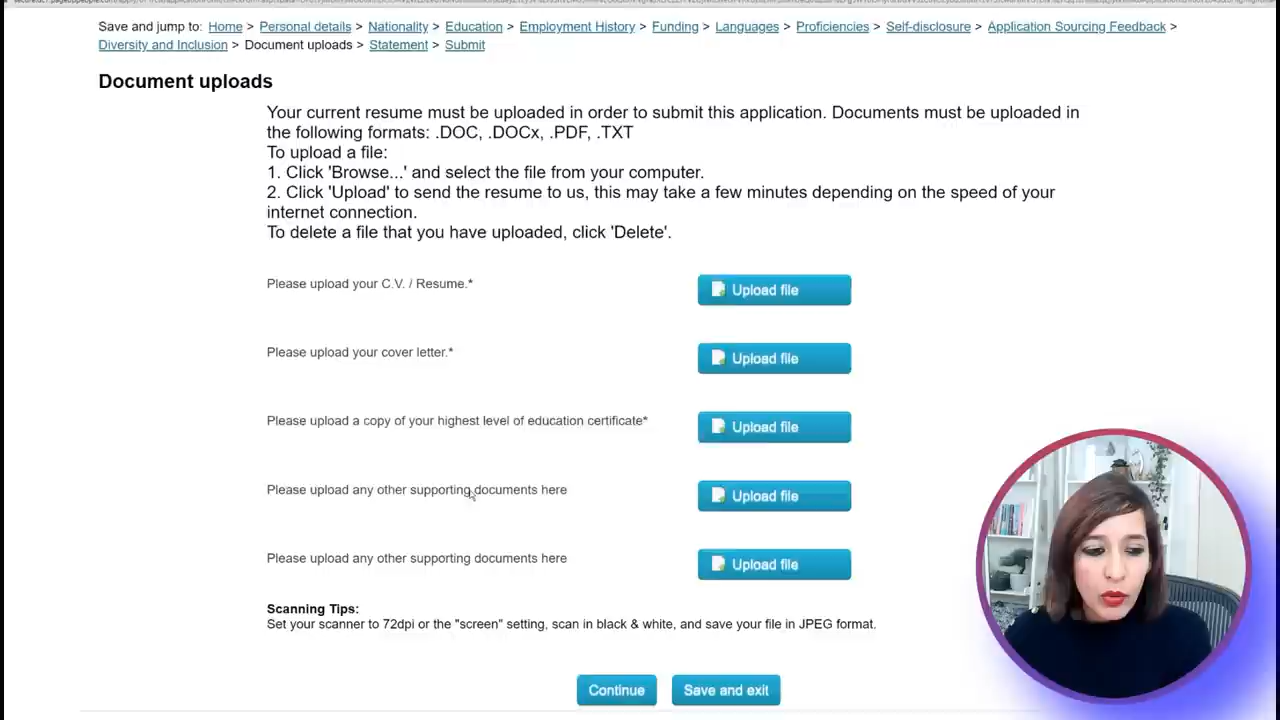 Save and jump to: Home > Personal details > Nationality > Education > Employment History > Funding > Languages > Proficiencies > Self-disclosure > Application Sourcing Feedback >
Diversity and Inclusion > Document uploads > Statement > Submit
Document uploads
Your current resume must be uploaded in order to submit this application. Documents must be uploaded in
the following formats: .DOC, .DOCx, .PDF, .TXT
To upload a file:
1. Click 'Browse...' and select the file from your computer.
2. Click 'Upload' to send the resume to us, this may take a few minutes depending on the speed of your
internet connection.
To delete a file that you have uploaded, click 'Delete'.
Please upload your C.V. / Resume.*
Upload file
Please upload your cover letter.*
Upload file
Please upload a copy of your highest level of education certificate*
Upload file
Please upload any other supporting documents here
Upload file
Please upload any other supporting documents here
Upload file
Scanning Tips:
Set your scanner to 72dpi or the "screen" setting, scan in black & white, and save your file in JPEG format.
Continue
Save and exit